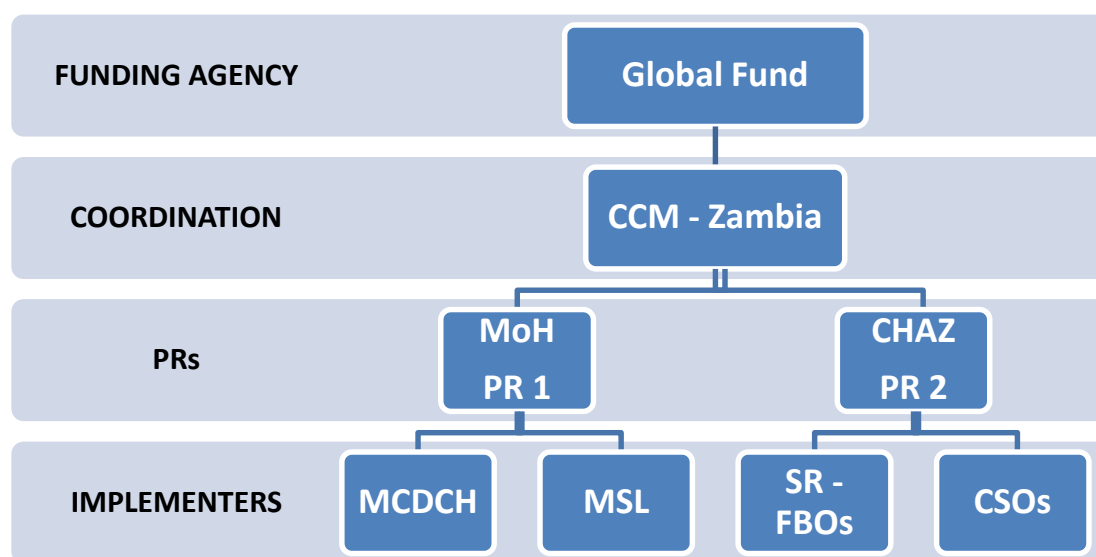 FUNDING AGENCY
Global Fund
COORDINATION
CCM - Zambia
PRs
MoH
PR 1
CHAZ
PR 2
IMPLEMENTERS
MCDCH
MSL
SR -
FBOs
CSOs